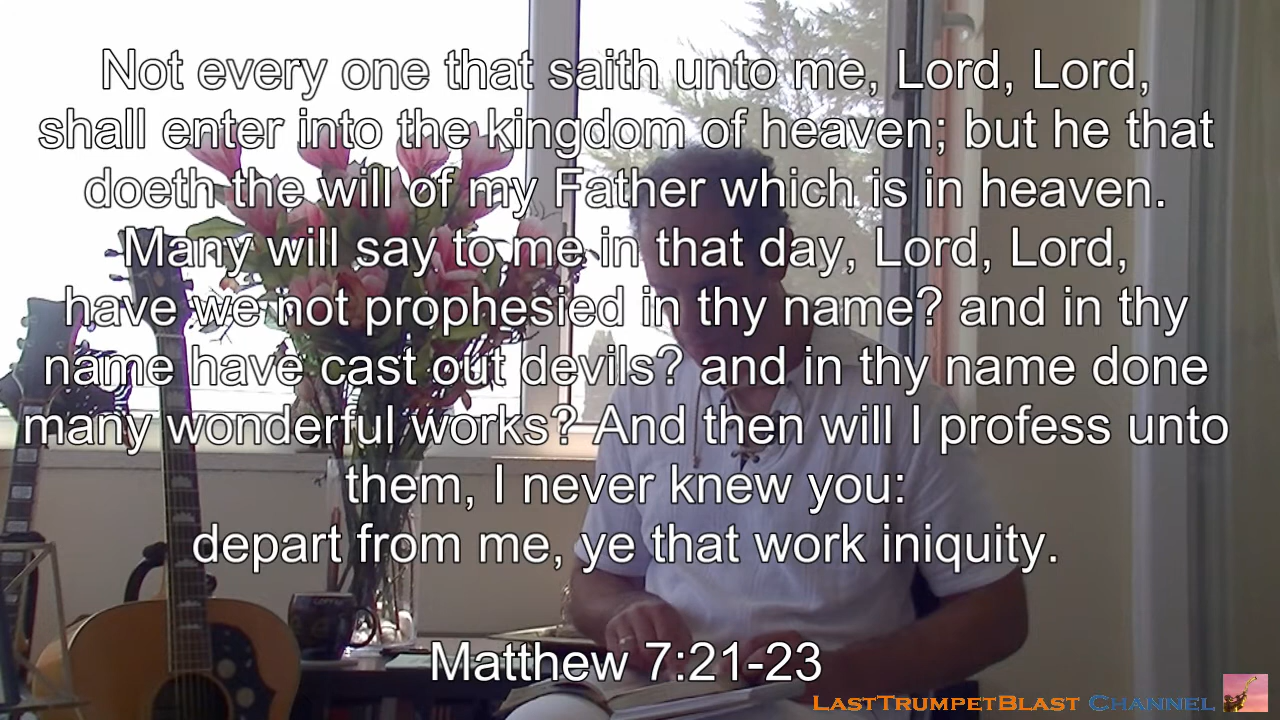 Not every one that saith unto me, Lord, Lord,
shall enter into the kingdom of heaven; but he that
doeth the will of my Father which is in heaven.
Many will say to me in that day, Lord, Lord,
have we not prophesied in thy name? and in thy
name have cast out devils? and in thy name done
many wonderful works? And then will I profess unto
them, I never knew you:
depart from me, ye that work iniquity.
Matthew 7:21-23
LastTrumpetBlast Channel